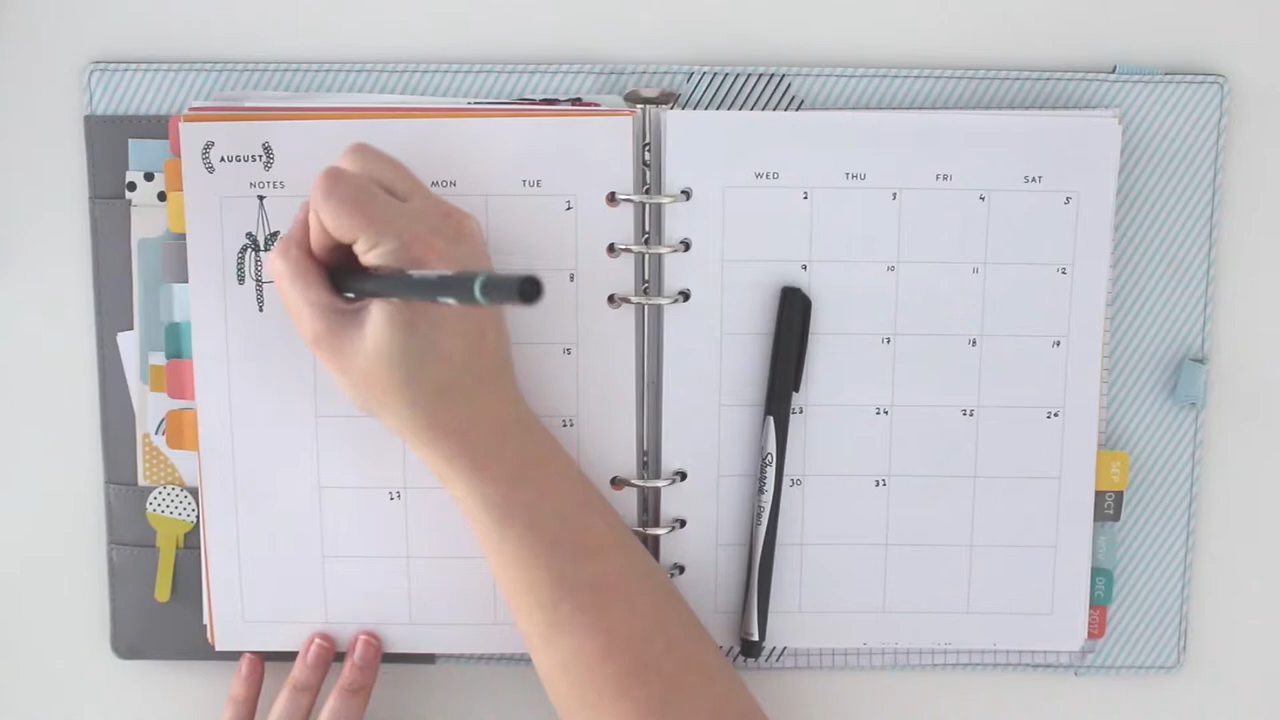 AUGUST
NOTES MON TUE WED THU FRI SAT
1 2 3 4 5
8 9 10 11 12
15 17 18 19
23 24 25 26
27 30 31
Sharpie Pen
SEP
OCT
NOV
DEC
2017